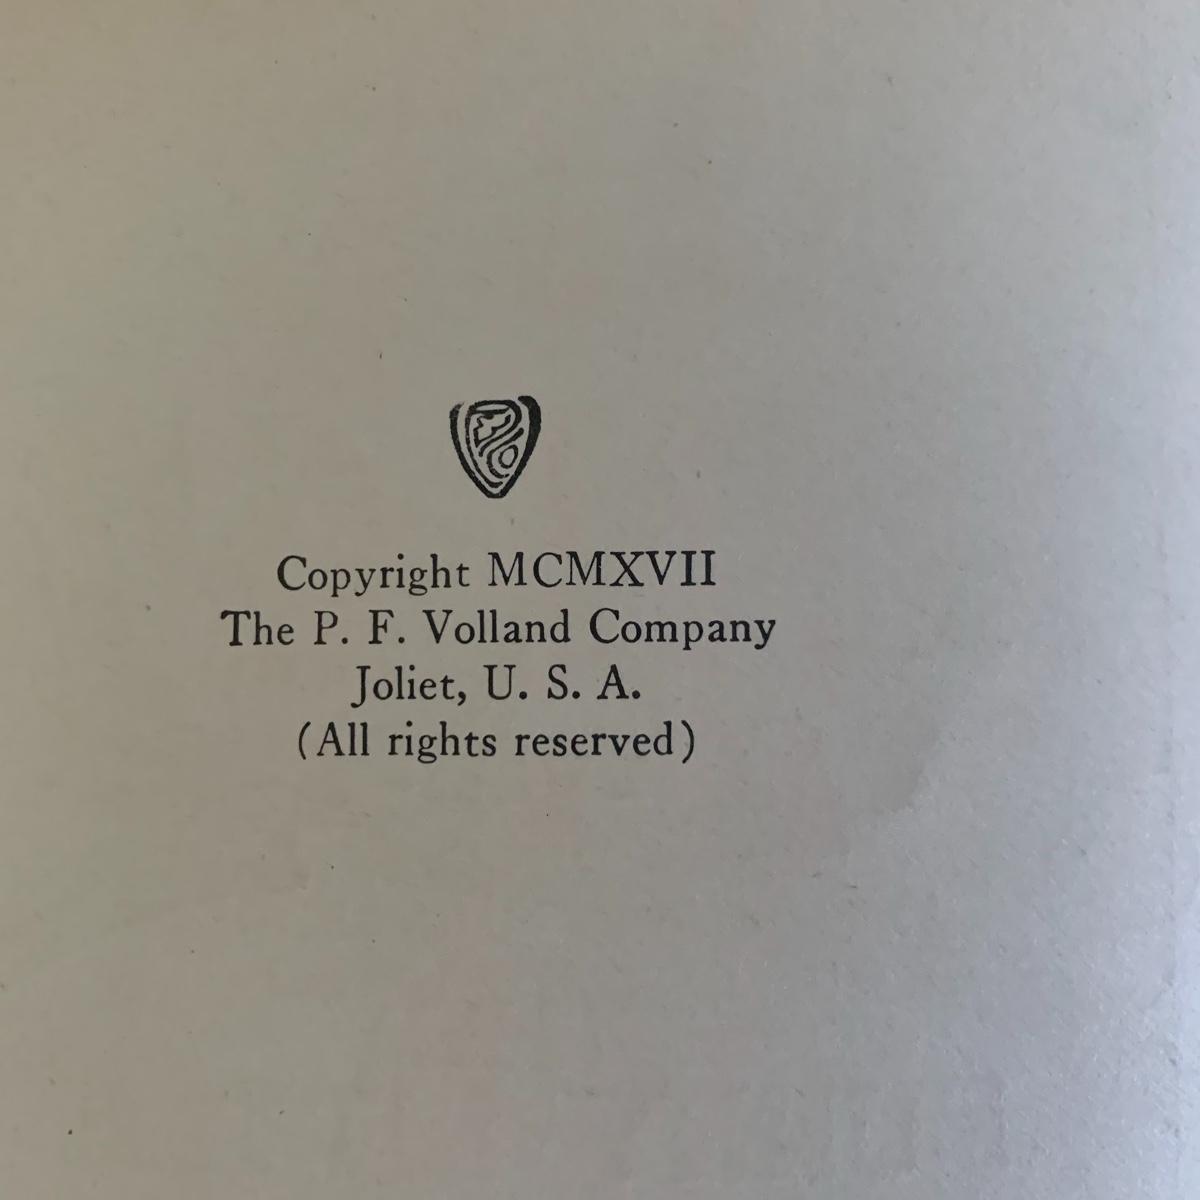 Copyright MCMXVII
The P. F. Volland Company
Joliet, U. S. A.
(All rights reserved)